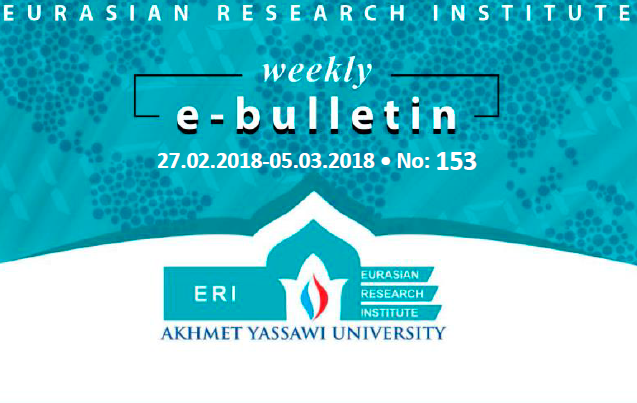 EURASIAN RESEARCH INSTITUTE
weekly
e-bulletin
27.02.2018-05.03.2018 • No: 153
ERI
EURASIAN
RESEARCH
INSTITUTE
AKHMET YASSAWI UNIVERSITY